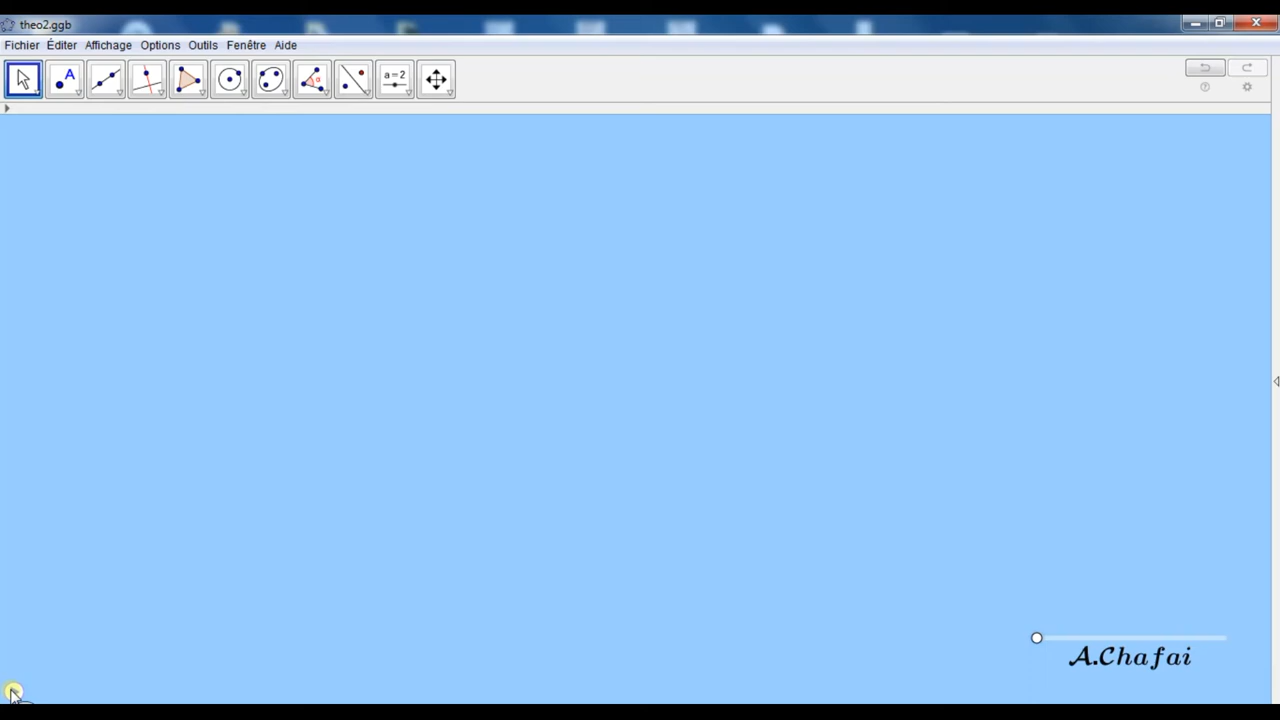 theo2.ggb
Fichier Éditer Affichage Options Outils Fenêtre Aide
A
α
a=2
A.Chafai